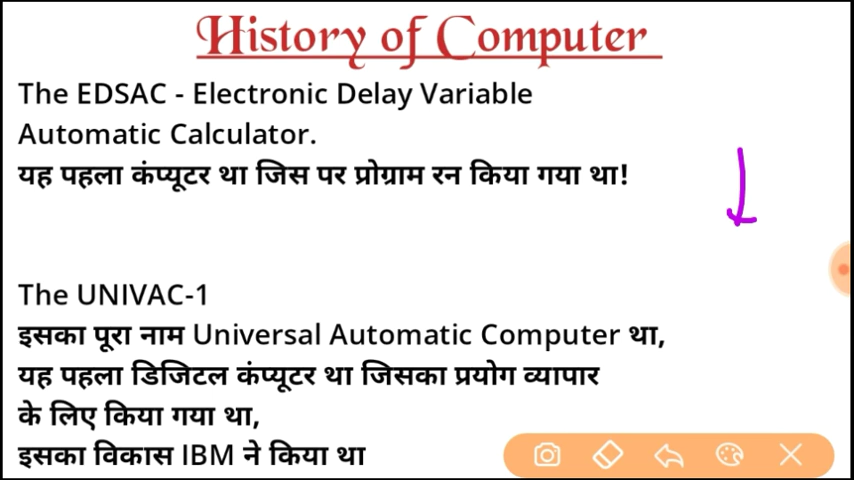 History of Computer
The EDSAC - Electronic Delay Variable
Automatic Calculator.
यह पहला कंप्यूटर था जिस पर प्रोग्राम रन किया गया था!
The UNIVAC-1
इसका पूरा नाम Universal Automatic Computer था,
यह पहला डिजिटल कंप्यूटर था जिसका प्रयोग व्यापार
के लिए किया गया था,
इसका विकास IBM ने किया था